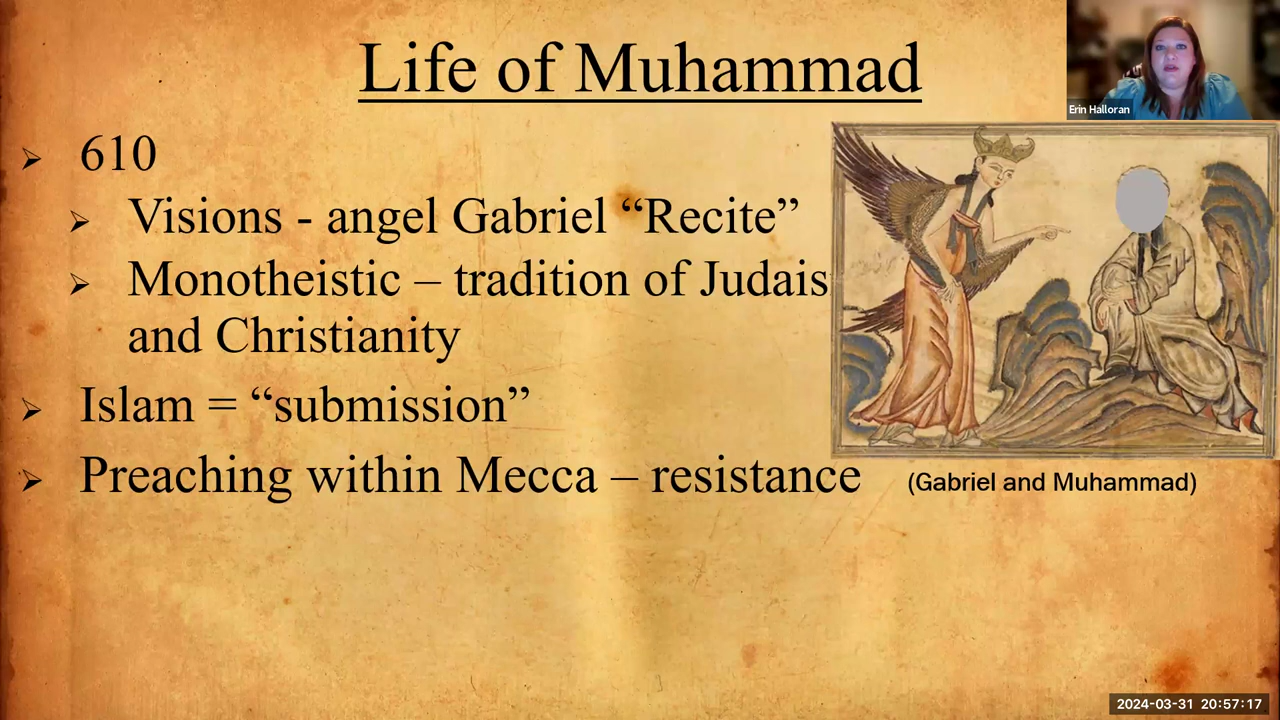 Life of Muhammad
Erin Halloran
➢ 610
➢ Visions - angel Gabriel “Recite”
➢ Monotheistic – tradition of Judais
and Christianity
➢ Islam = “submission”
➢ Preaching within Mecca – resistance
(Gabriel and Muhammad)
2024-03-31 20:57:17